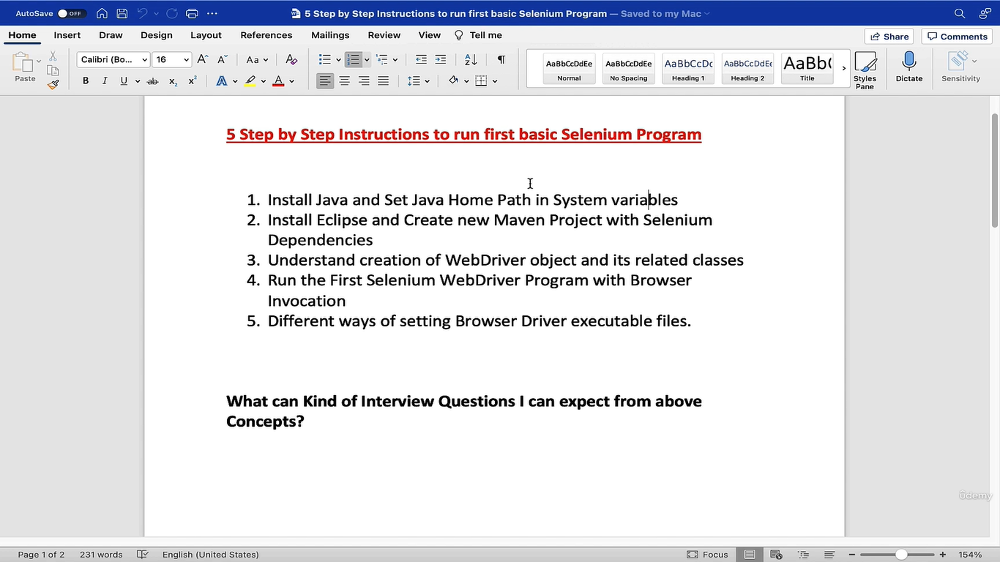 AutoSave OFF 5 Step by Step Instructions to run first basic Selenium Program — Saved to my Mac
Home Insert Draw Design Layout References Mailings Review View Tell me Share Comments
Paste Calibri (Bo... 16 Aa AaBbCcDdEe AaBbCcDdEe AaBbCcDc AaBbCcDdEe AaBb( Styles Pane Dictate Sensitivity
B I U ab x₂ x² A A Normal No Spacing Heading 1 Heading 2 Title
5 Step by Step Instructions to run first basic Selenium Program
1. Install Java and Set Java Home Path in System variables
2. Install Eclipse and Create new Maven Project with Selenium
Dependencies
3. Understand creation of WebDriver object and its related classes
4. Run the First Selenium WebDriver Program with Browser
Invocation
5. Different ways of setting Browser Driver executable files.
What can Kind of Interview Questions I can expect from above
Concepts?
ûdemy
Page 1 of 2 231 words English (United States) Focus 154%